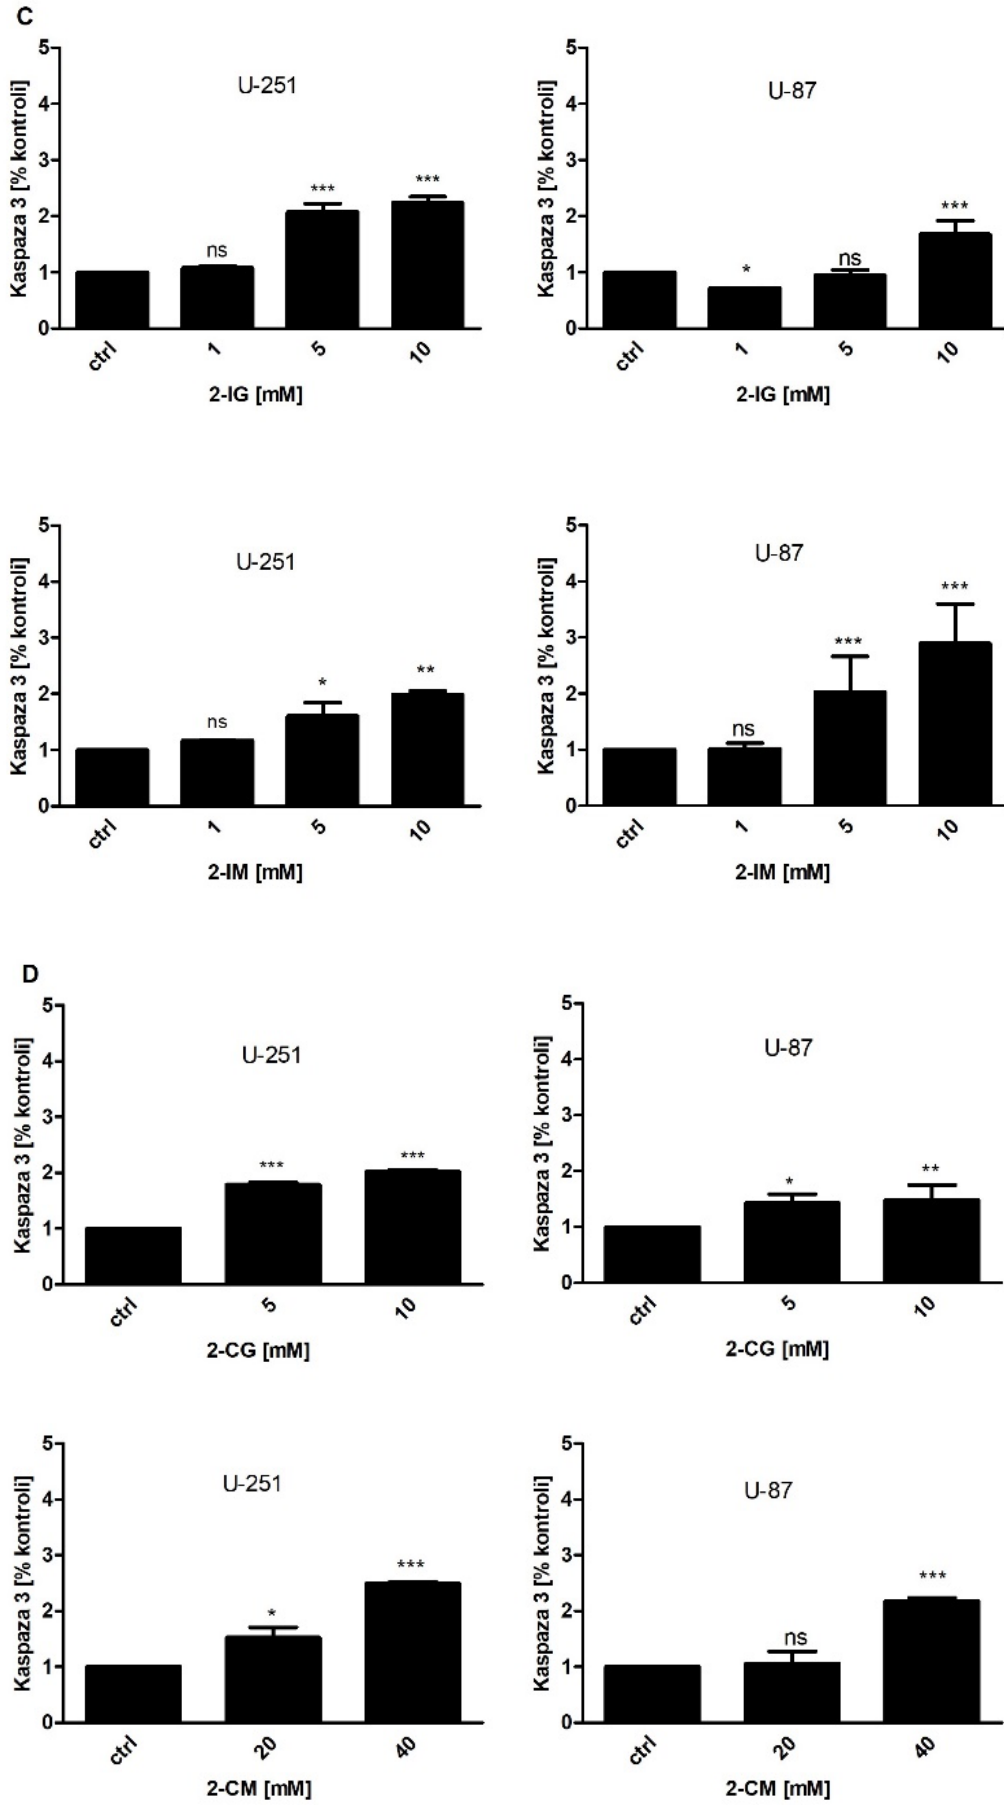 C
U-251
Kaspaza 3 [% kontroli]
5
4
3
2
1
0
ns
***
***
ctrl
1
5
10
2-IG [mM]
U-87
Kaspaza 3 [% kontroli]
5
4
3
2
1
0
*
ns
***
ctrl
1
5
10
2-IG [mM]
U-251
Kaspaza 3 [% kontroli]
5
4
3
2
1
0
ns
*
**
ctrl
1
5
10
2-IM [mM]
U-87
Kaspaza 3 [% kontroli]
5
4
3
2
1
0
ns
***
***
ctrl
1
5
10
2-IM [mM]
D
U-251
Kaspaza 3 [% kontroli]
5
4
3
2
1
0
***
***
ctrl
5
10
2-CG [mM]
U-87
Kaspaza 3 [% kontroli]
5
4
3
2
1
0
*
**
ctrl
5
10
2-CG [mM]
U-251
Kaspaza 3 [% kontroli]
5
4
3
2
1
0
*
***
ctrl
20
40
2-CM [mM]
U-87
Kaspaza 3 [% kontroli]
5
4
3
2
1
0
ns
***
ctrl
20
40
2-CM [mM]